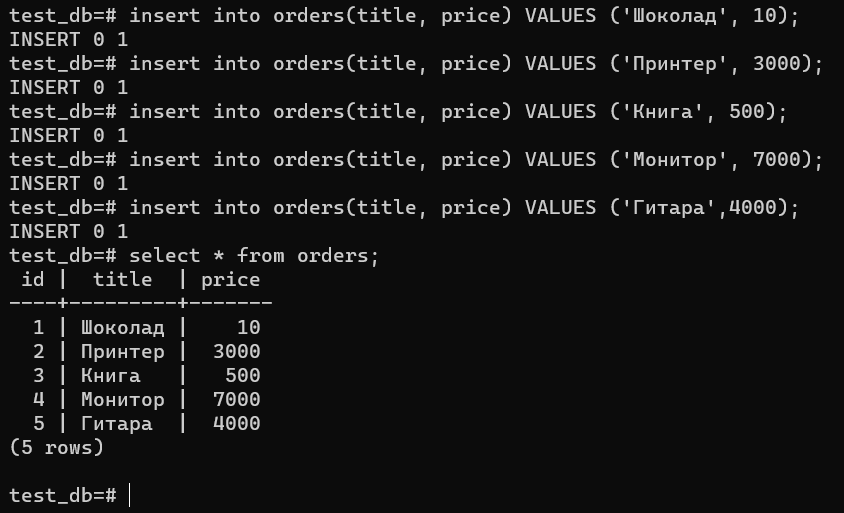 test_db=# insert into orders(title, price) VALUES ('Шоколад', 10);
INSERT 0 1
test_db=# insert into orders(title, price) VALUES ('Принтер', 3000);
INSERT 0 1
test_db=# insert into orders(title, price) VALUES ('Книга', 500);
INSERT 0 1
test_db=# insert into orders(title, price) VALUES ('Монитор', 7000);
INSERT 0 1
test_db=# insert into orders(title, price) VALUES ('Гитара',4000);
INSERT 0 1
test_db=# select * from orders;
 id |  title  | price
----+---------+-------
  1 | Шоколад |    10
  2 | Принтер |  3000
  3 | Книга   |   500
  4 | Монитор |  7000
  5 | Гитара  |  4000
(5 rows)
test_db=#